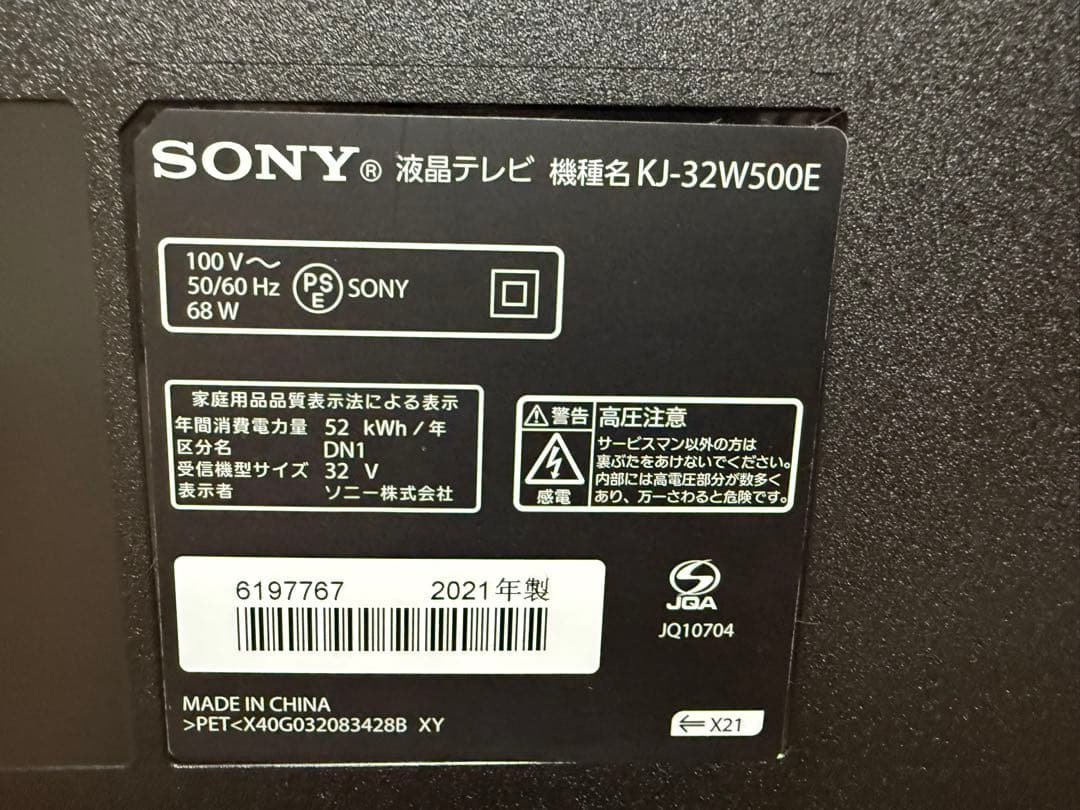 SONY® 液晶テレビ 機種名 KJ-32W500E
100 V～
50/60 Hz
68 W
PSE SONY
家庭用品品質表示法による表示
年間消費電力量 52 kWh/年
区分名 DN1
受信機型サイズ 32 V
表示者 ソニー株式会社
⚠警告 高圧注意
感電
サービスマン以外の方は
裏ぶたをあけないでください。
内部には高電圧部分が数多く
あり、万一さわると危険です。
6197767 2021年製
JQA
JQ10704
MADE IN CHINA
>PET<X40G032083428B XY
⇐ X21